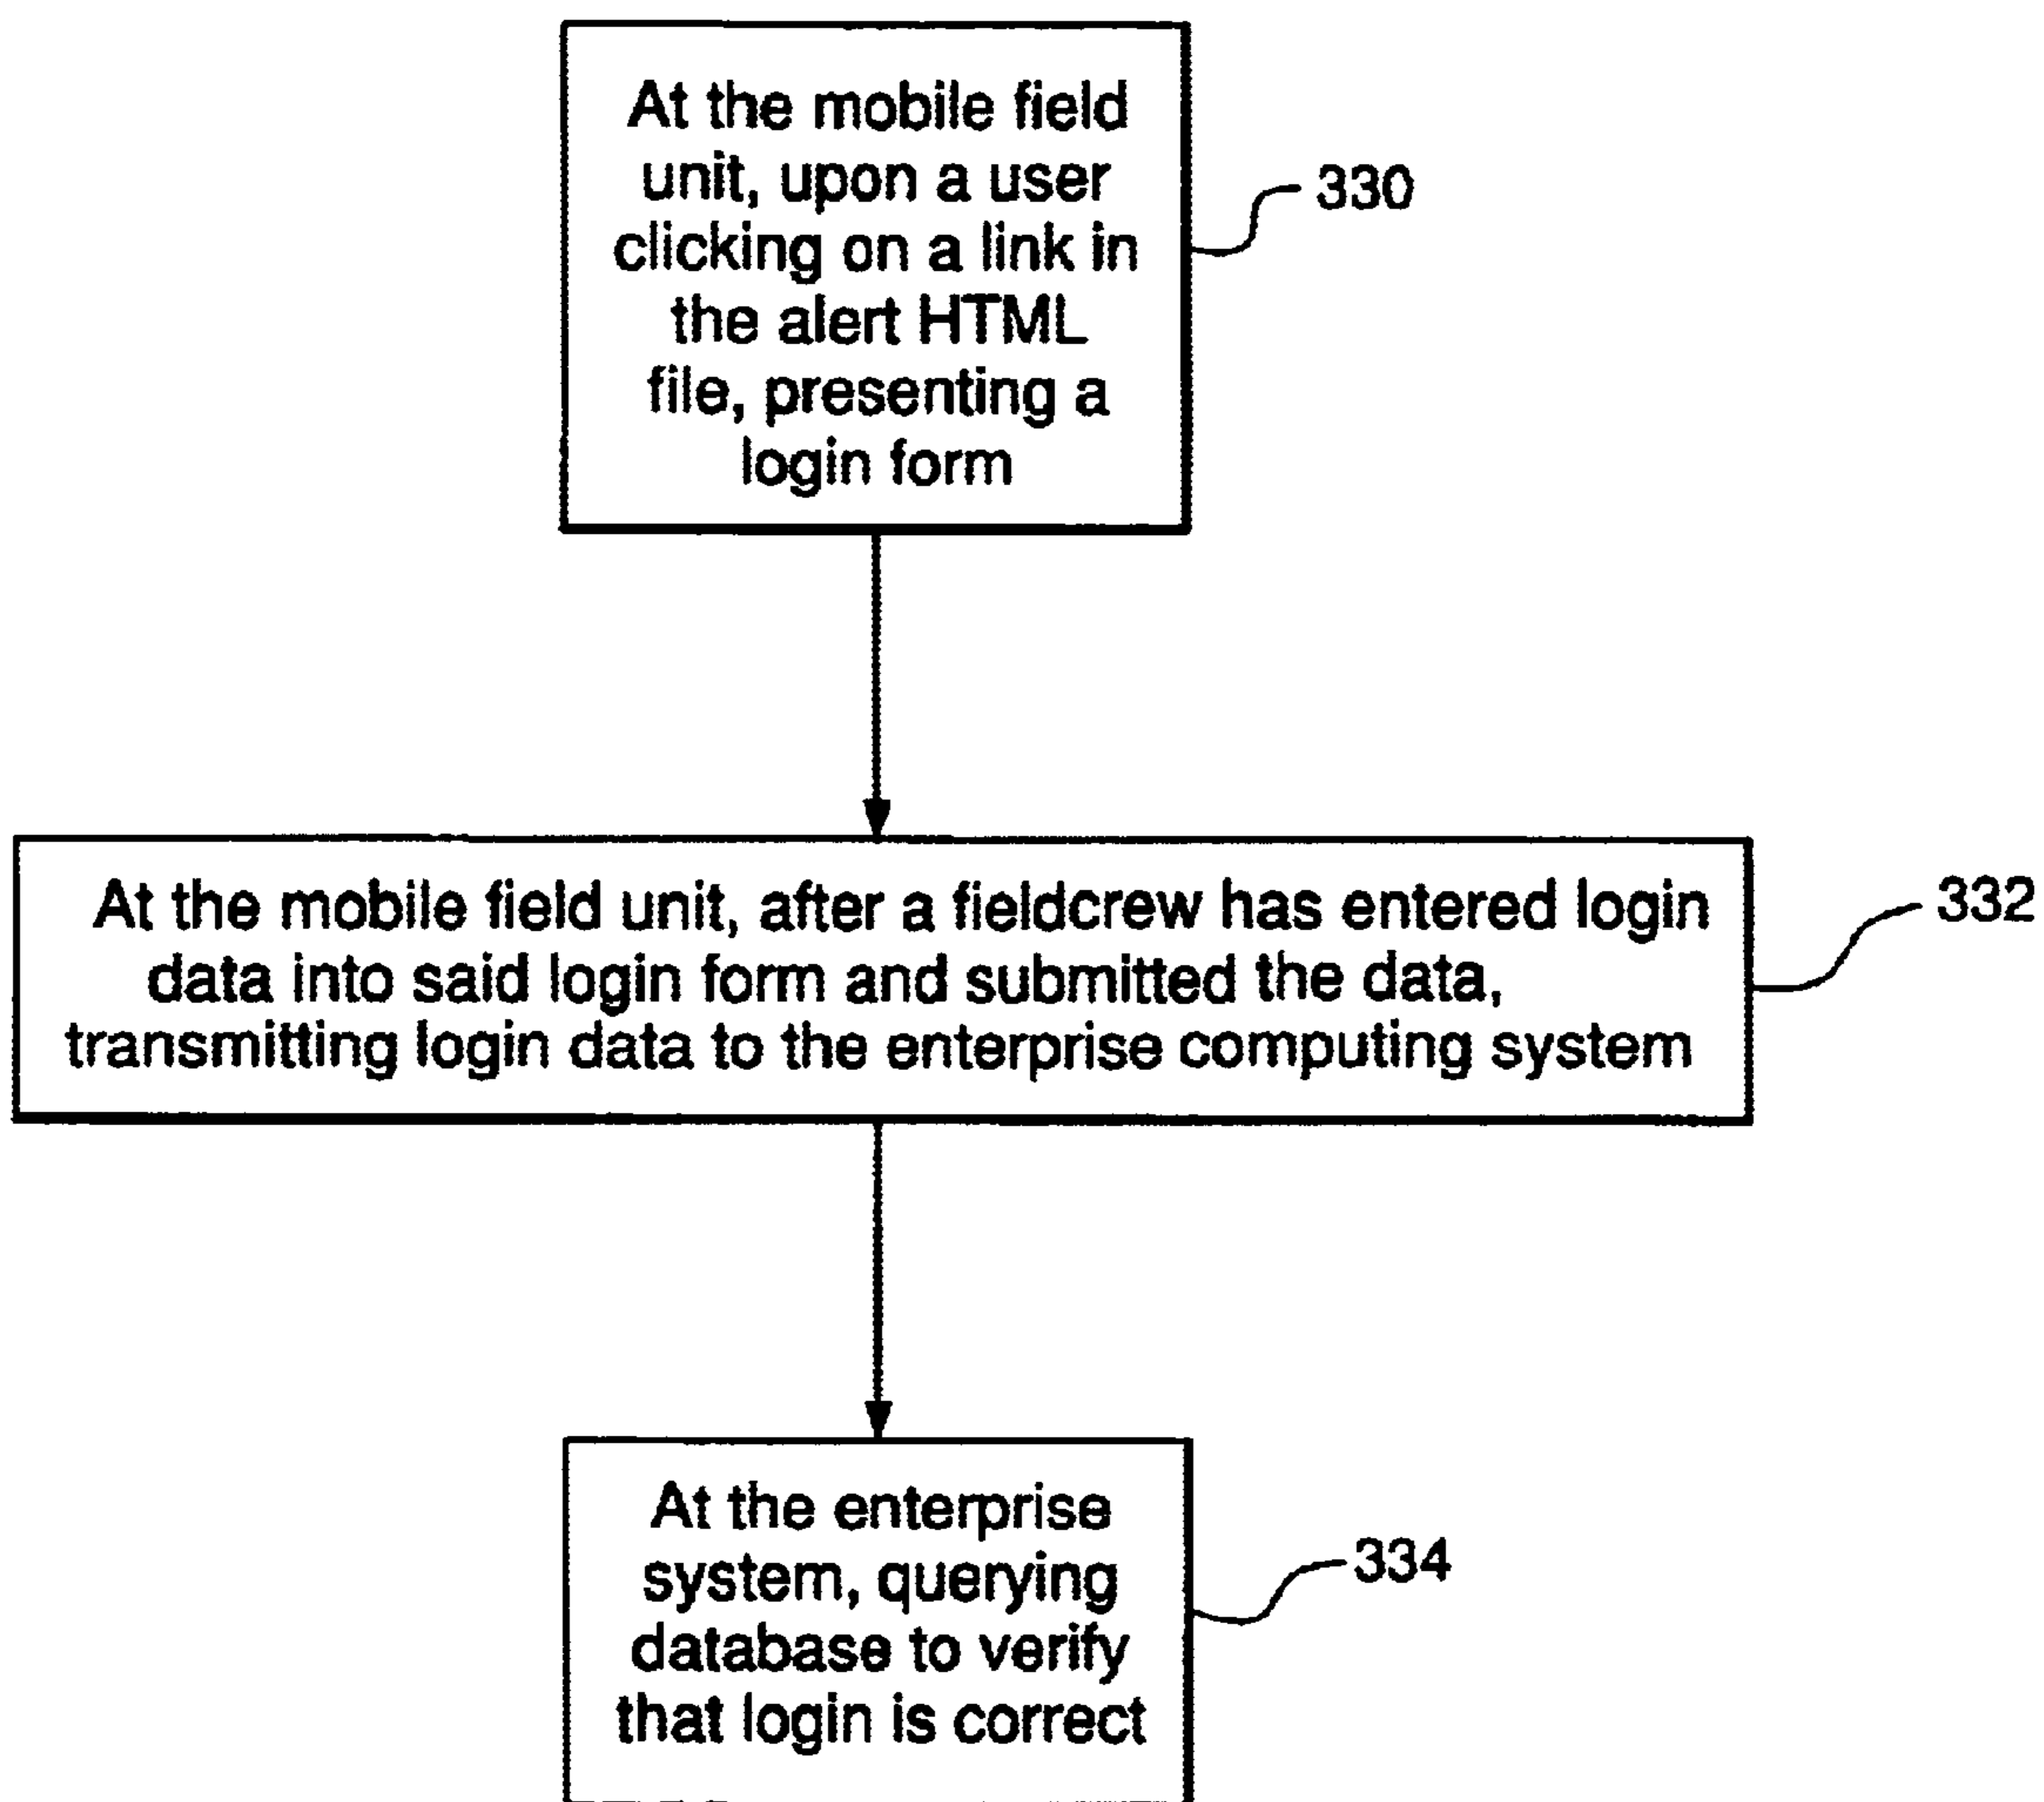 At the mobile field
unit, upon a user
clicking on a link in
the alert HTML
file, presenting a
login form
330
At the mobile field unit, after a fieldcrew has entered login
data into said login form and submitted the data,
transmitting login data to the enterprise computing system
332
At the enterprise
system, querying
database to verify
that login is correct
334